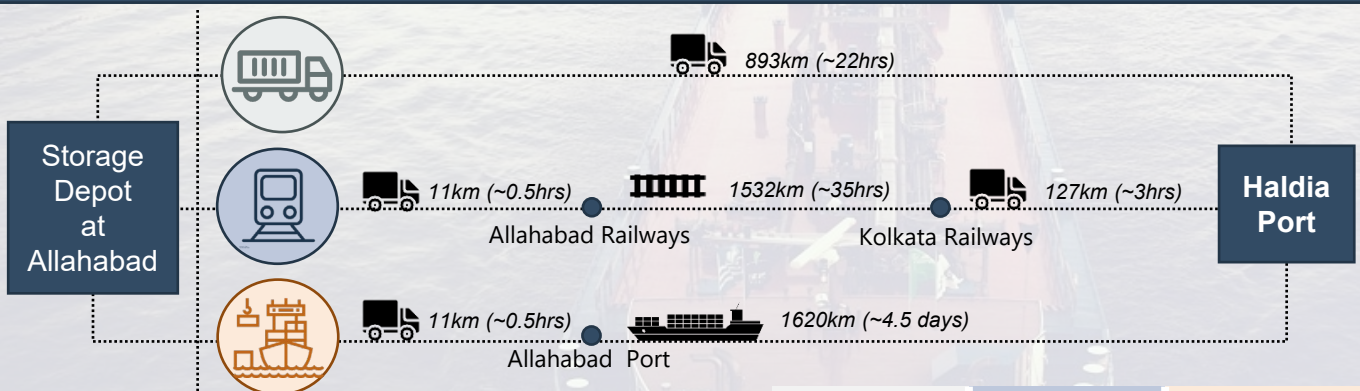 893km (~22hrs)
Storage
Depot
at
Allahabad
11km (~0.5hrs)
1532km (~35hrs)
127km (~3hrs)
Allahabad Railways
Kolkata Railways
Haldia
Port
11km (~0.5hrs)
1620km (~4.5 days)
Allahabad Port